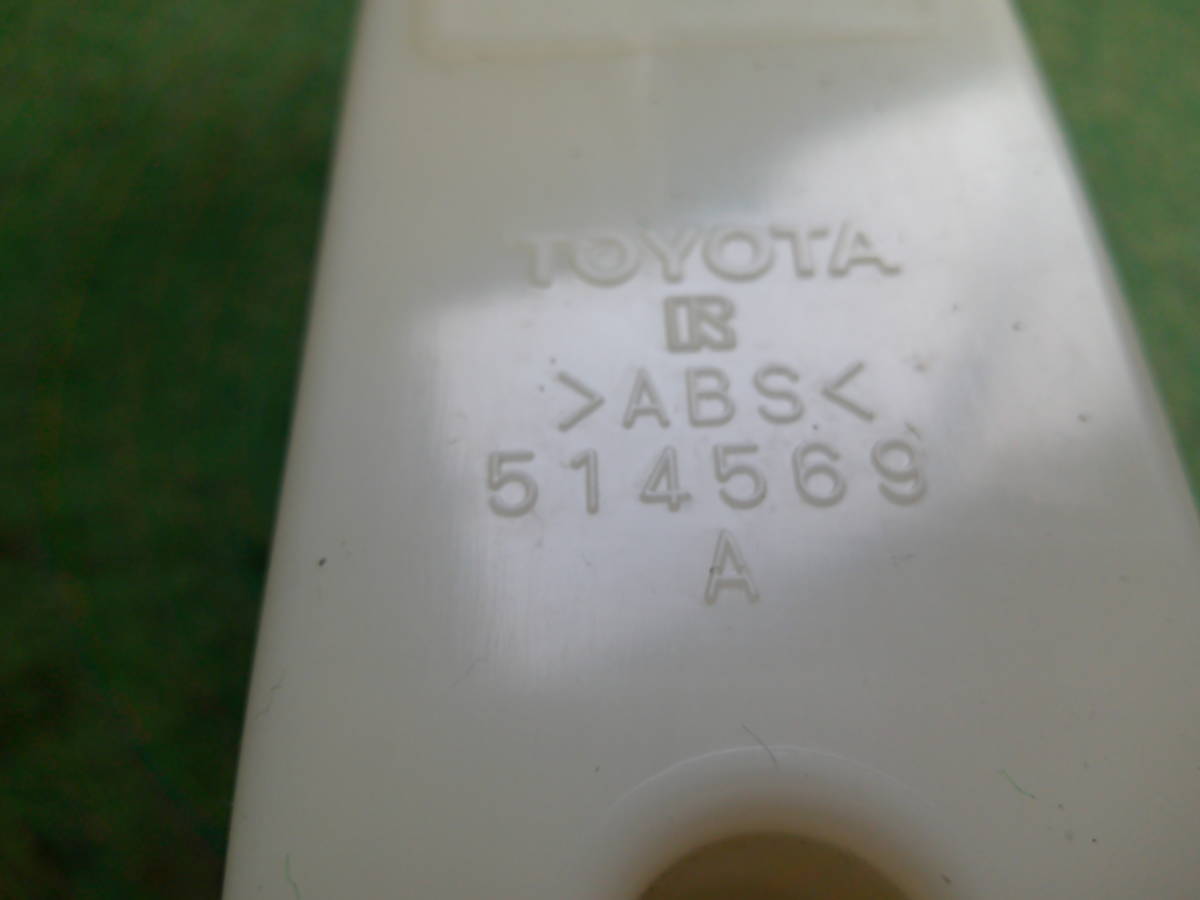 TOYOTA
R
>ABS<
514569
A